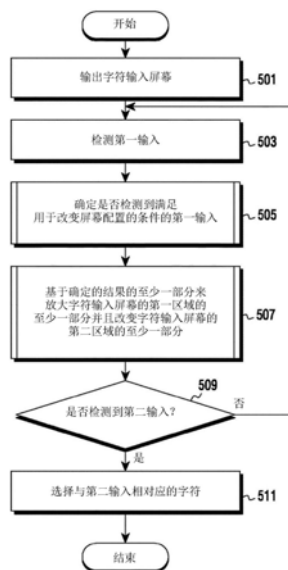 开始
输出字符输入屏幕
501
检测第一输入
503
确定是否检测到满足
用于改变屏幕配置的条件的第一输入
505
基于确定的结果的至少一部分来
放大字符输入屏幕的第一区域的
至少一部分并且改变字符输入屏幕的
第二区域的至少一部分
507
509
是否检测到第二输入?
否
是
选择与第二输入相对应的字符
511
结束